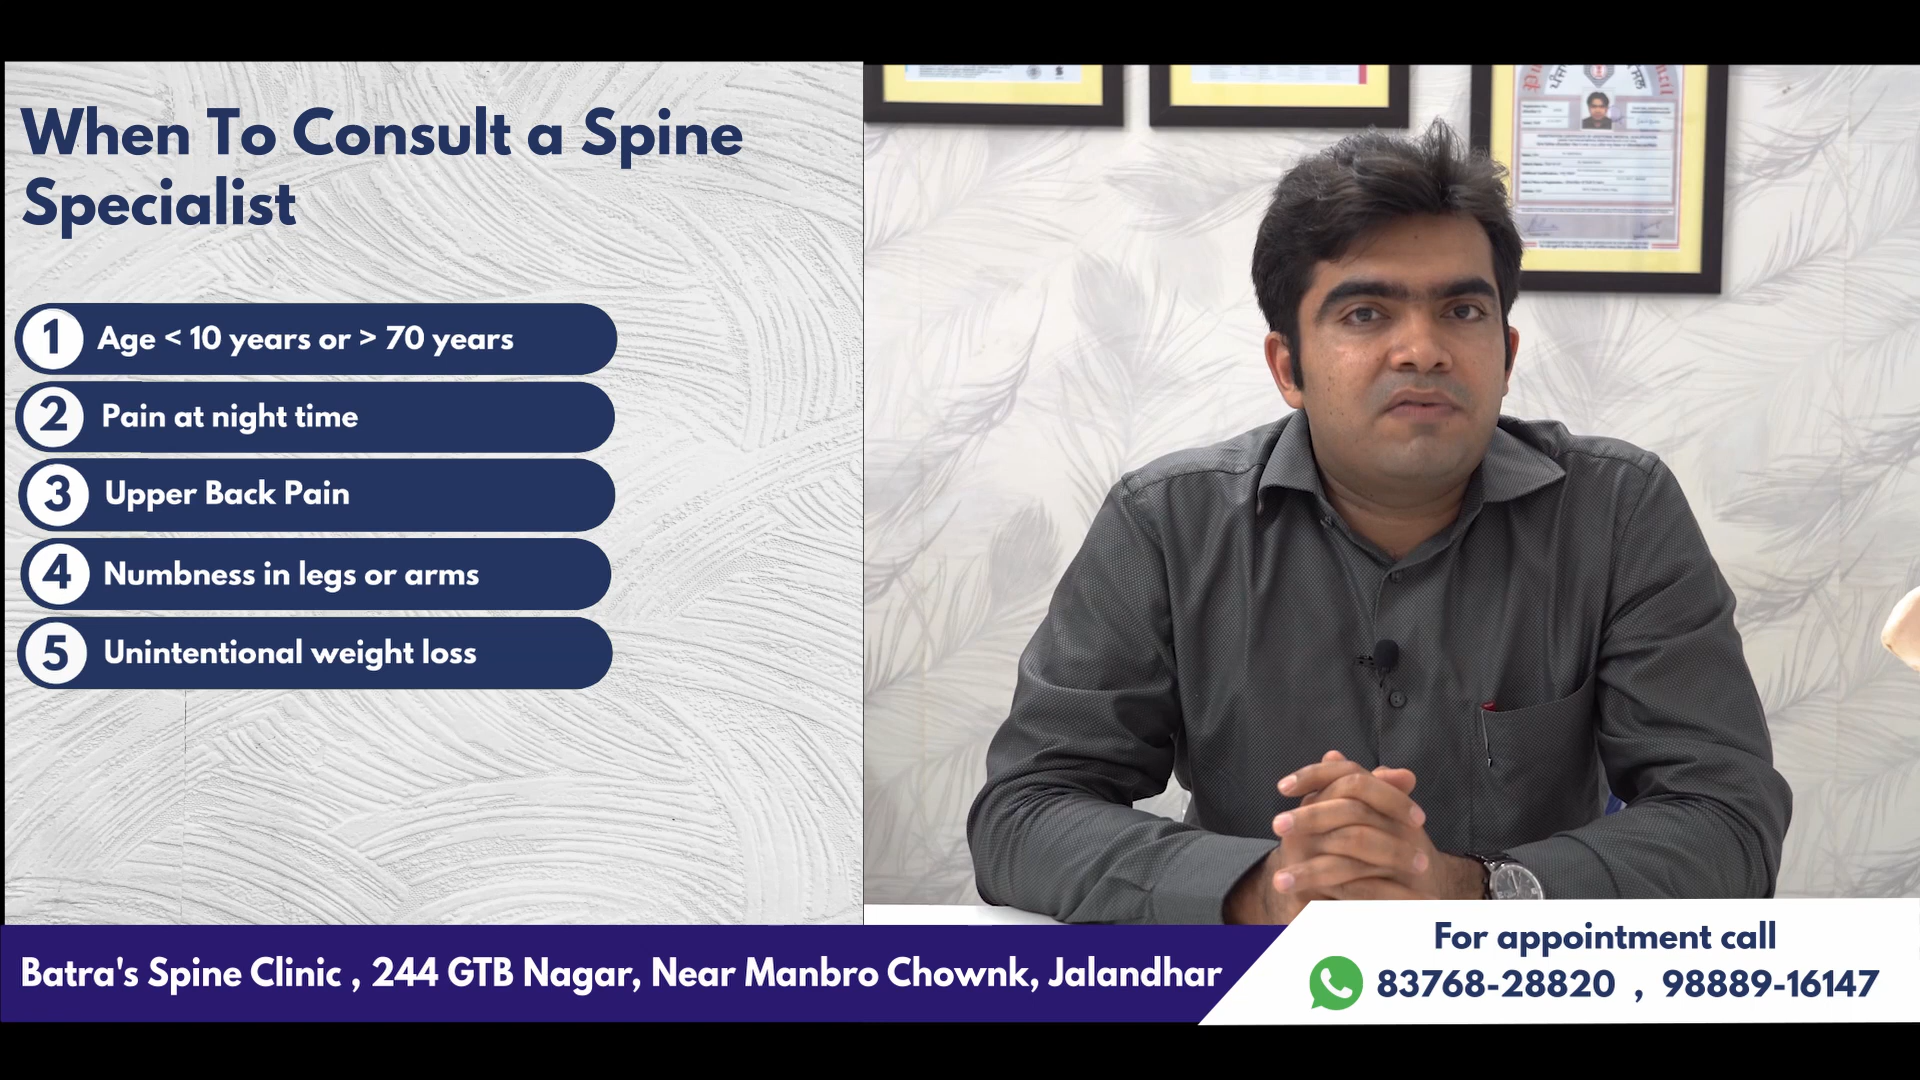 When To Consult a Spine
Specialist
1 Age < 10 years or > 70 years
2 Pain at night time
3 Upper Back Pain
4 Numbness in legs or arms
5 Unintentional weight loss
Batra's Spine Clinic , 244 GTB Nagar, Near Manbro Chownk, Jalandhar
For appointment call
83768-28820 , 98889-16147